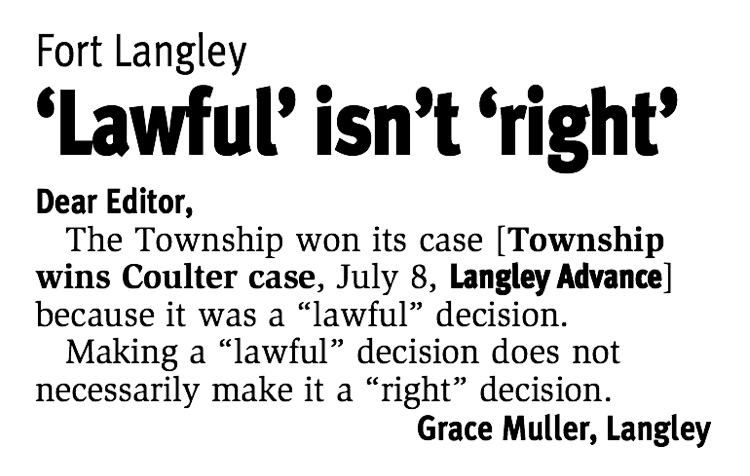 Fort Langley
‘Lawful’ isn’t ‘right’
Dear Editor,
The Township won its case [Township
wins Coulter case, July 8, Langley Advance]
because it was a “lawful” decision.
Making a “lawful” decision does not
necessarily make it a “right” decision.
Grace Muller, Langley